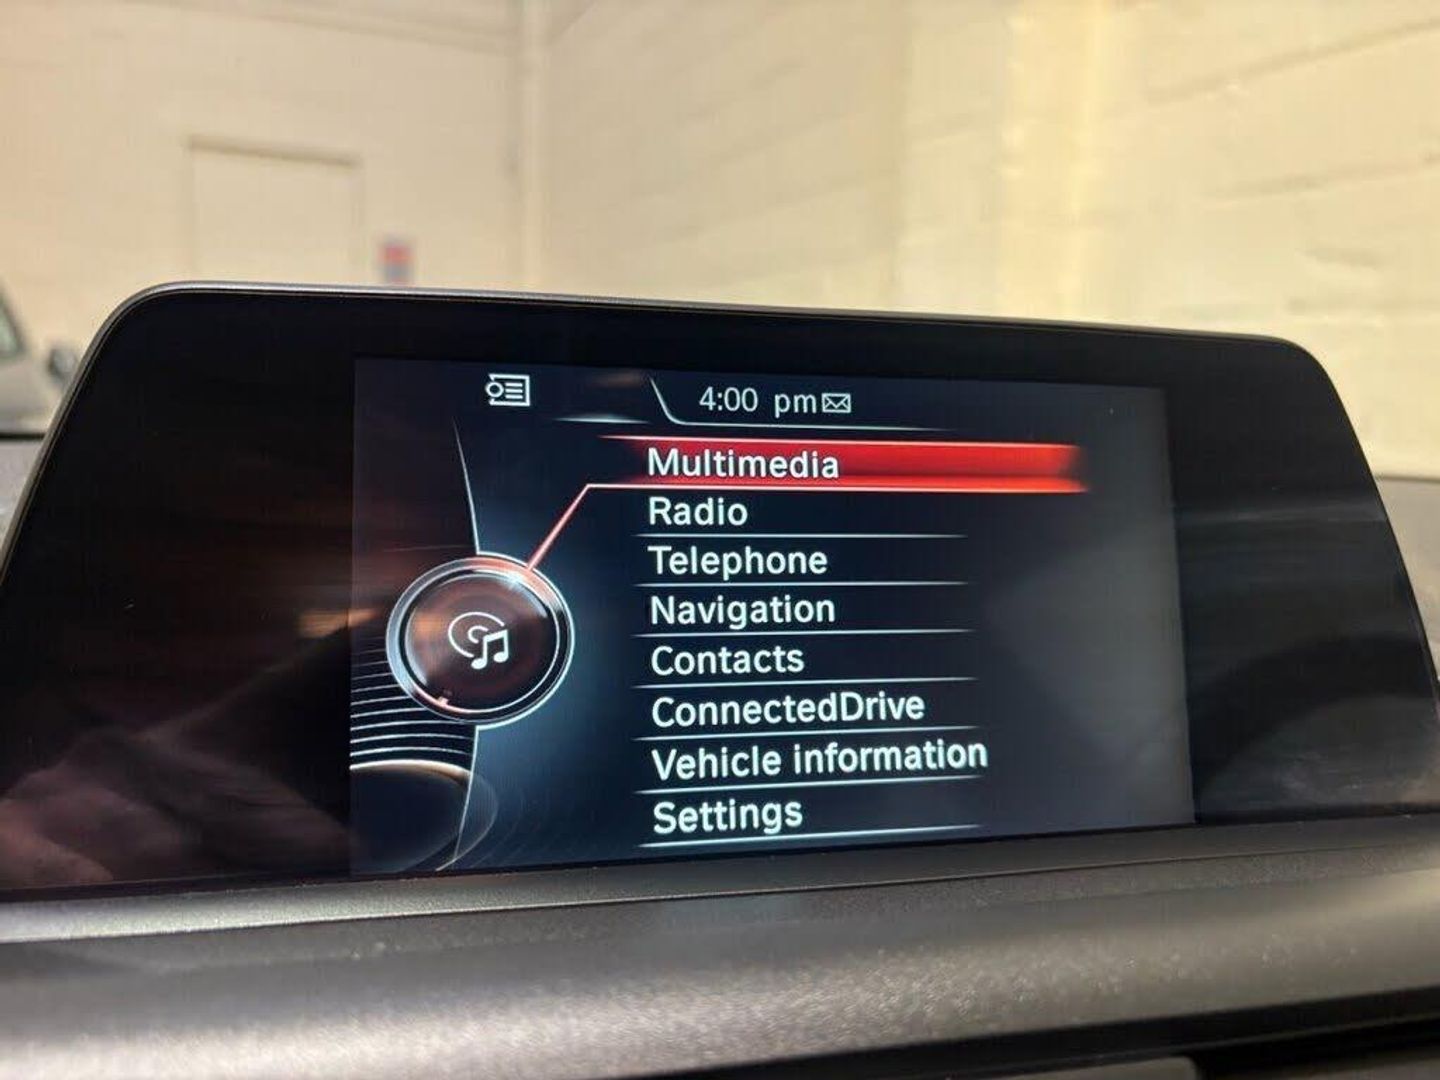 4:00 pm
Multimedia
Radio
Telephone
Navigation
Contacts
ConnectedDrive
Vehicle information
Settings